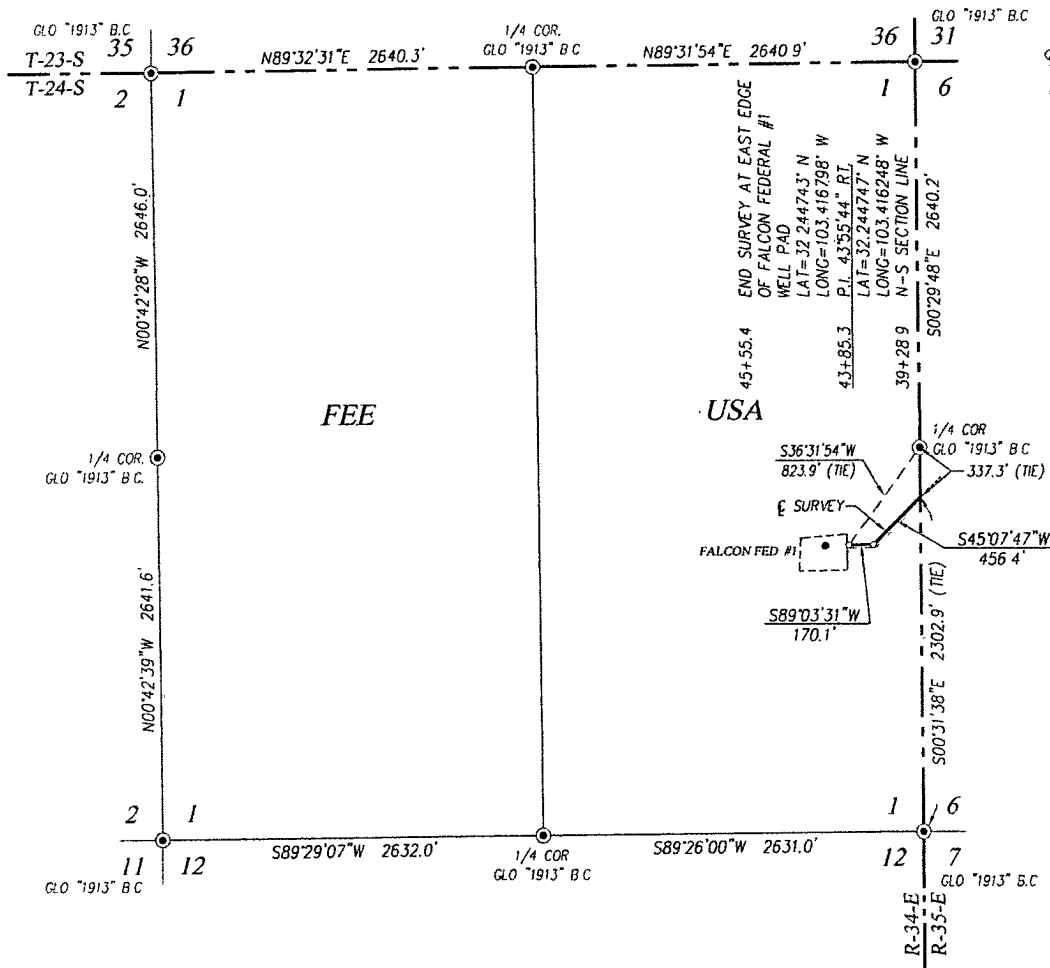 GLO "1913" B.C
35 36
T-23-S
T-24-S
2 1
N89°32'31"E 2640.3'
1/4 COR.
GLO "1913" B.C
N89°31'54"E 2640.9'
GLO "1913" B.C
36 31
1 6
N00°42'28"W 2646.0'
45+55.4 END SURVEY AT EAST EDGE
OF FALCON FEDERAL #1
WELL PAD
LAT=32.244743° N
LONG=103.416798° W
43+85.3 P.I. 43°55'44" RT.
LAT=32.244747° N
LONG=103.416248° W
39+28.9 N-S SECTION LINE
S00°29'48"E 2640.2'
FEE
USA
1/4 COR.
GLO "1913" B.C.
1/4 COR
GLO "1913" B.C
S36°31'54"W
823.9' (TIE)
337.3' (TIE)
℄ SURVEY
FALCON FED #1
S45°07'47"W
456.4'
S89°03'31"W
170.1'
N00°42'39"W 2641.6'
S00°31'38"E 2302.9' (TIE)
2 1
11 12
GLO "1913" B C
S89°29'07"W 2632.0'
1/4 COR
GLO "1913" B.C
S89°26'00"W 2631.0'
1 6
12 7
GLO "1913" B.C
R-34-E
R-35-E